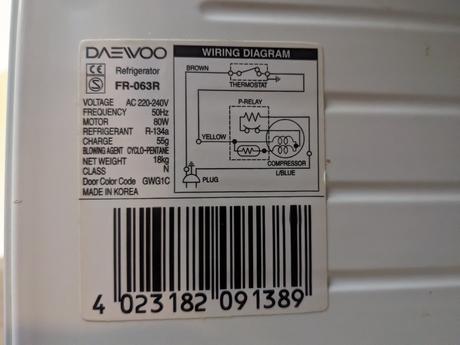 DAEWOO
CE Refrigerator
S FR-063R
VOLTAGE AC 220-240V
FREQUENCY 50Hz
MOTOR 80W
REFRIGERANT R-134a
CHARGE 55g
BLOWING AGENT CYCLO-PENTANE
NET WEIGHT 18kg
CLASS N
Door Color Code GWG1C
MADE IN KOREA
WIRING DIAGRAM
BROWN
THERMOSTAT
P-RELAY
YELLOW
COMPRESSOR
L/BLUE
PLUG
4 023182 091389